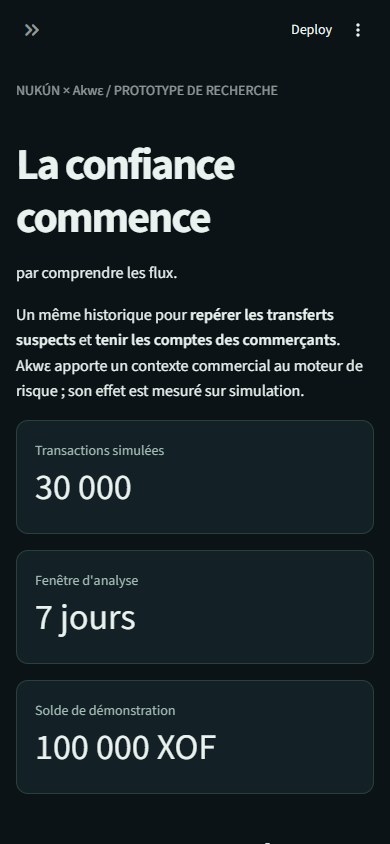 Deploy
NUKÚN × Akwɛ / PROTOTYPE DE RECHERCHE
La confiance
commence
par comprendre les flux.
Un même historique pour repérer les transferts
suspects et tenir les comptes des commerçants.
Akwɛ apporte un contexte commercial au moteur de
risque ; son effet est mesuré sur simulation.
Transactions simulées
30 000
Fenêtre d'analyse
7 jours
Solde de démonstration
100 000 XOF